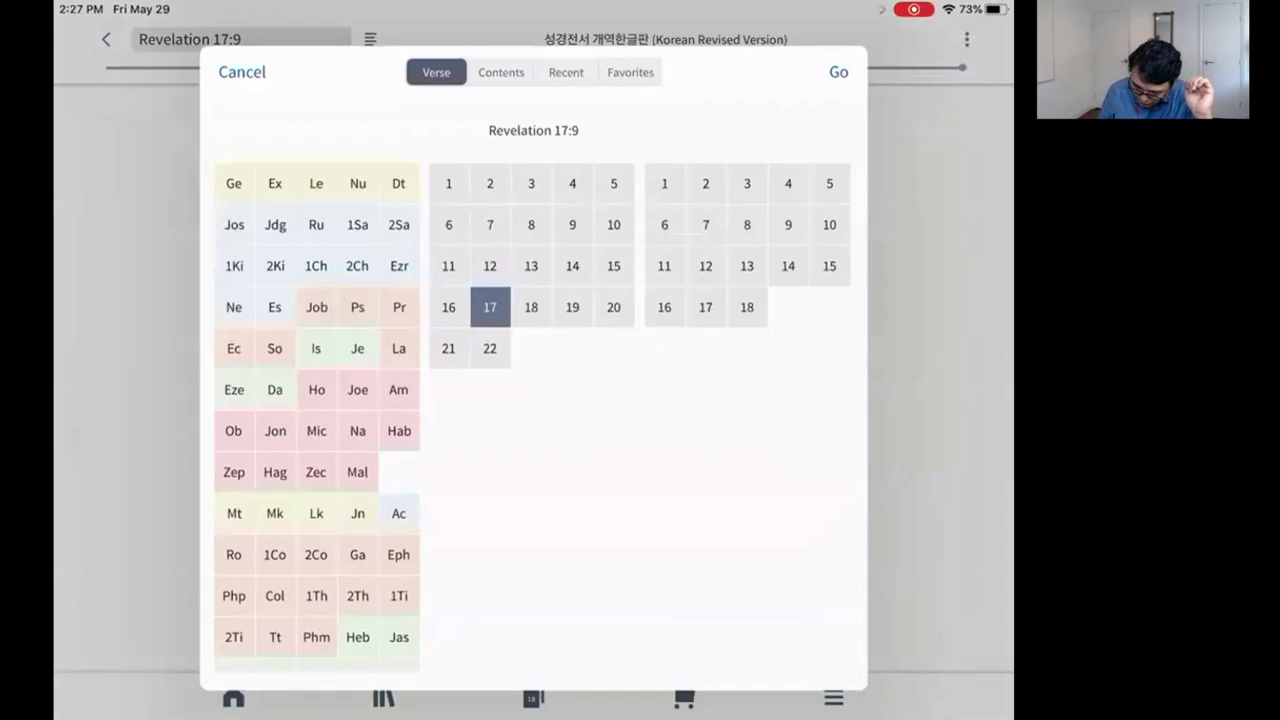 2:27 PM Fri May 29
73%
Revelation 17:9
성경전서 개역한글판 (Korean Revised Version)
Cancel
Verse
Contents
Recent
Favorites
Go
Revelation 17:9
Ge Ex Le Nu Dt
Jos Jdg Ru 1Sa 2Sa
1Ki 2Ki 1Ch 2Ch Ezr
Ne Es Job Ps Pr
Ec So Is Je La
Eze Da Ho Joe Am
Ob Jon Mic Na Hab
Zep Hag Zec Mal
Mt Mk Lk Jn Ac
Ro 1Co 2Co Ga Eph
Php Col 1Th 2Th 1Ti
2Ti Tt Phm Heb Jas
1 2 3 4 5
6 7 8 9 10
11 12 13 14 15
16 17 18 19 20
21 22
1 2 3 4 5
6 7 8 9 10
11 12 13 14 15
16 17 18
18